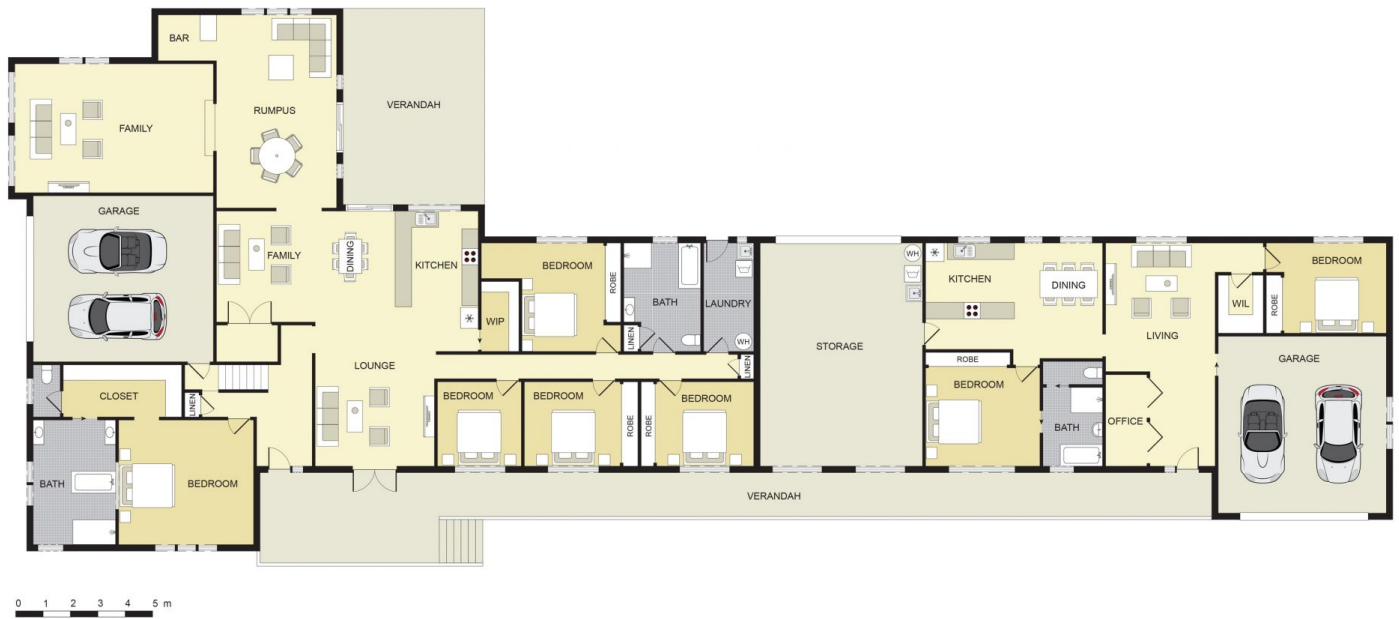 BAR
RUMPUS
VERANDAH
FAMILY
GARAGE
FAMILY
DINING
KITCHEN
BEDROOM
ROBE
BATH
LAUNDRY
WIP
LINEN
WH
LINEN
LOUNGE
CLOSET
LINEN
BATH
BEDROOM
BEDROOM
BEDROOM
ROBE
ROBE
BEDROOM
STORAGE
WH
KITCHEN
DINING
LIVING
WIL
ROBE
BEDROOM
ROBE
BEDROOM
BATH
OFFICE
GARAGE
VERANDAH
0 1 2 3 4 5 m